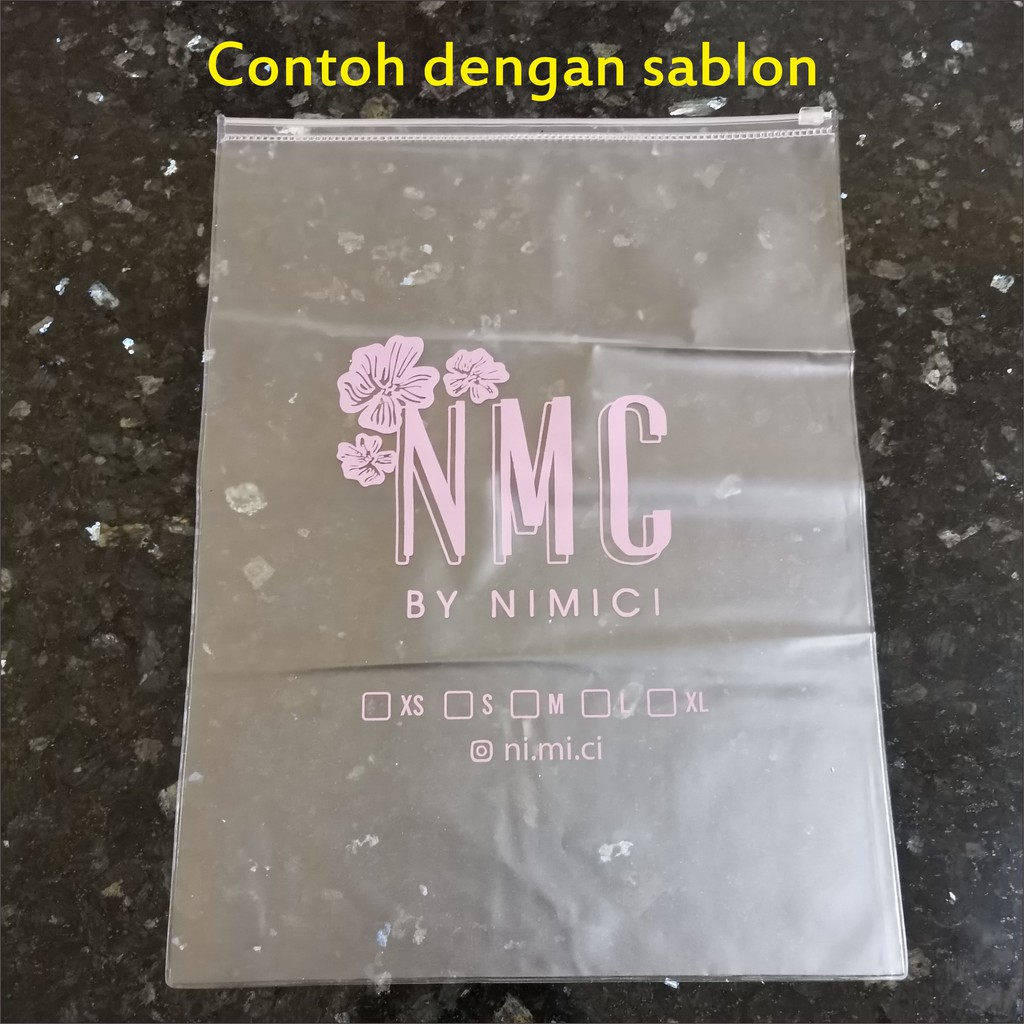 Contoh dengan sablon
NMC
BY NIMICI
XS S M L XL
ni.mi.ci